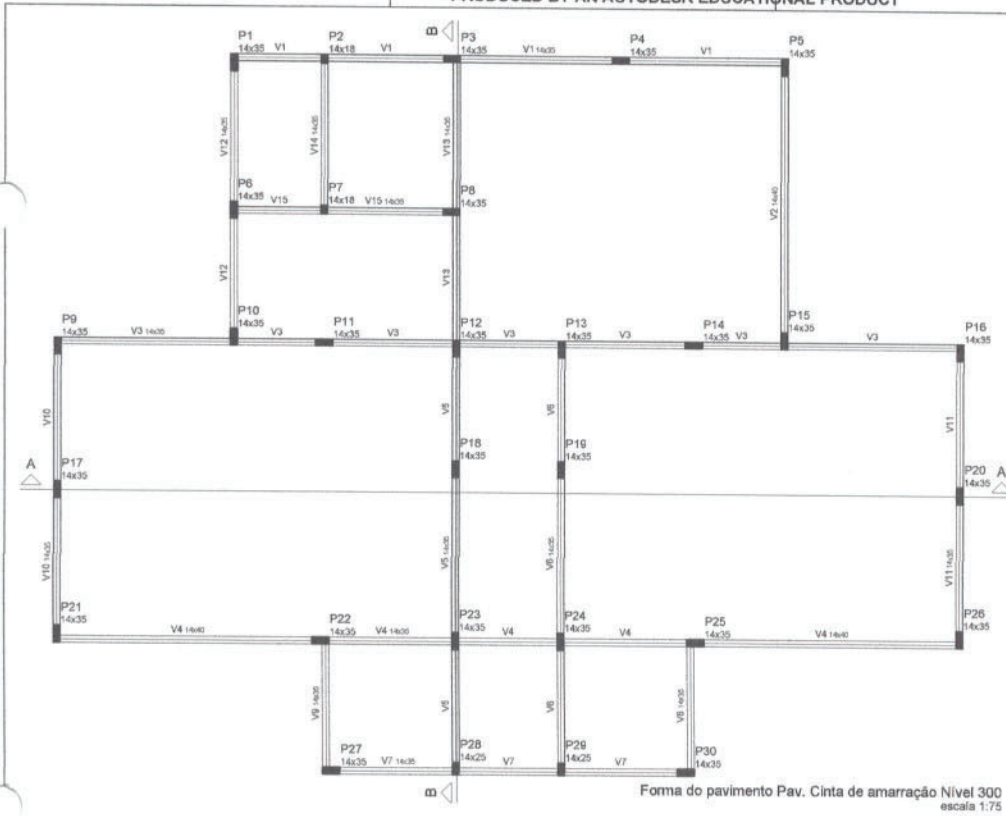 PRODUCED BY AN AUTODESK EDUCATIONAL PRODUCT
B
P1
14x35
V1
P2
14x18
V1
P3
14x35
V1 14x35
P4
14x35
V1
P5
14x35
V12 14x35
V14 14x35
V13 14x35
V2 14x40
P6
14x35
V15
P7
14x18
V15 14x35
P8
14x35
V12
V13
P9
14x35
V3 14x35
P10
14x35
V3
P11
14x35
V3
P12
14x35
V3
P13
14x35
V3
P14
14x35
V3
P15
14x35
V3
P16
14x35
V10
V5
V6
V11
A
P17
14x35
P18
14x35
P19
14x35
P20
14x35
A
V10 14x35
V5 14x35
V6 14x35
V11 14x35
P21
14x35
V4 14x40
P22
14x35
V4 14x35
P23
14x35
V4
P24
14x35
V4
P25
14x35
V4 14x40
P26
14x35
V9 14x35
V5
V6
V8 14x35
P27
14x35
V7 14x35
P28
14x25
V7
P29
14x25
V7
P30
14x35
B
Forma do pavimento Pav. Cinta de amarração Nível 300
escala 1:75